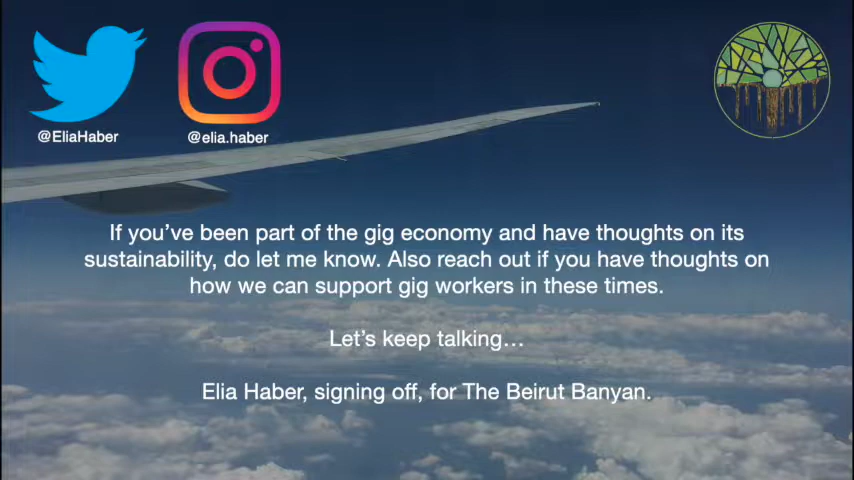 @EliaHaber
@elia.haber
If you’ve been part of the gig economy and have thoughts on its
sustainability, do let me know. Also reach out if you have thoughts on
how we can support gig workers in these times.
Let’s keep talking…
Elia Haber, signing off, for The Beirut Banyan.